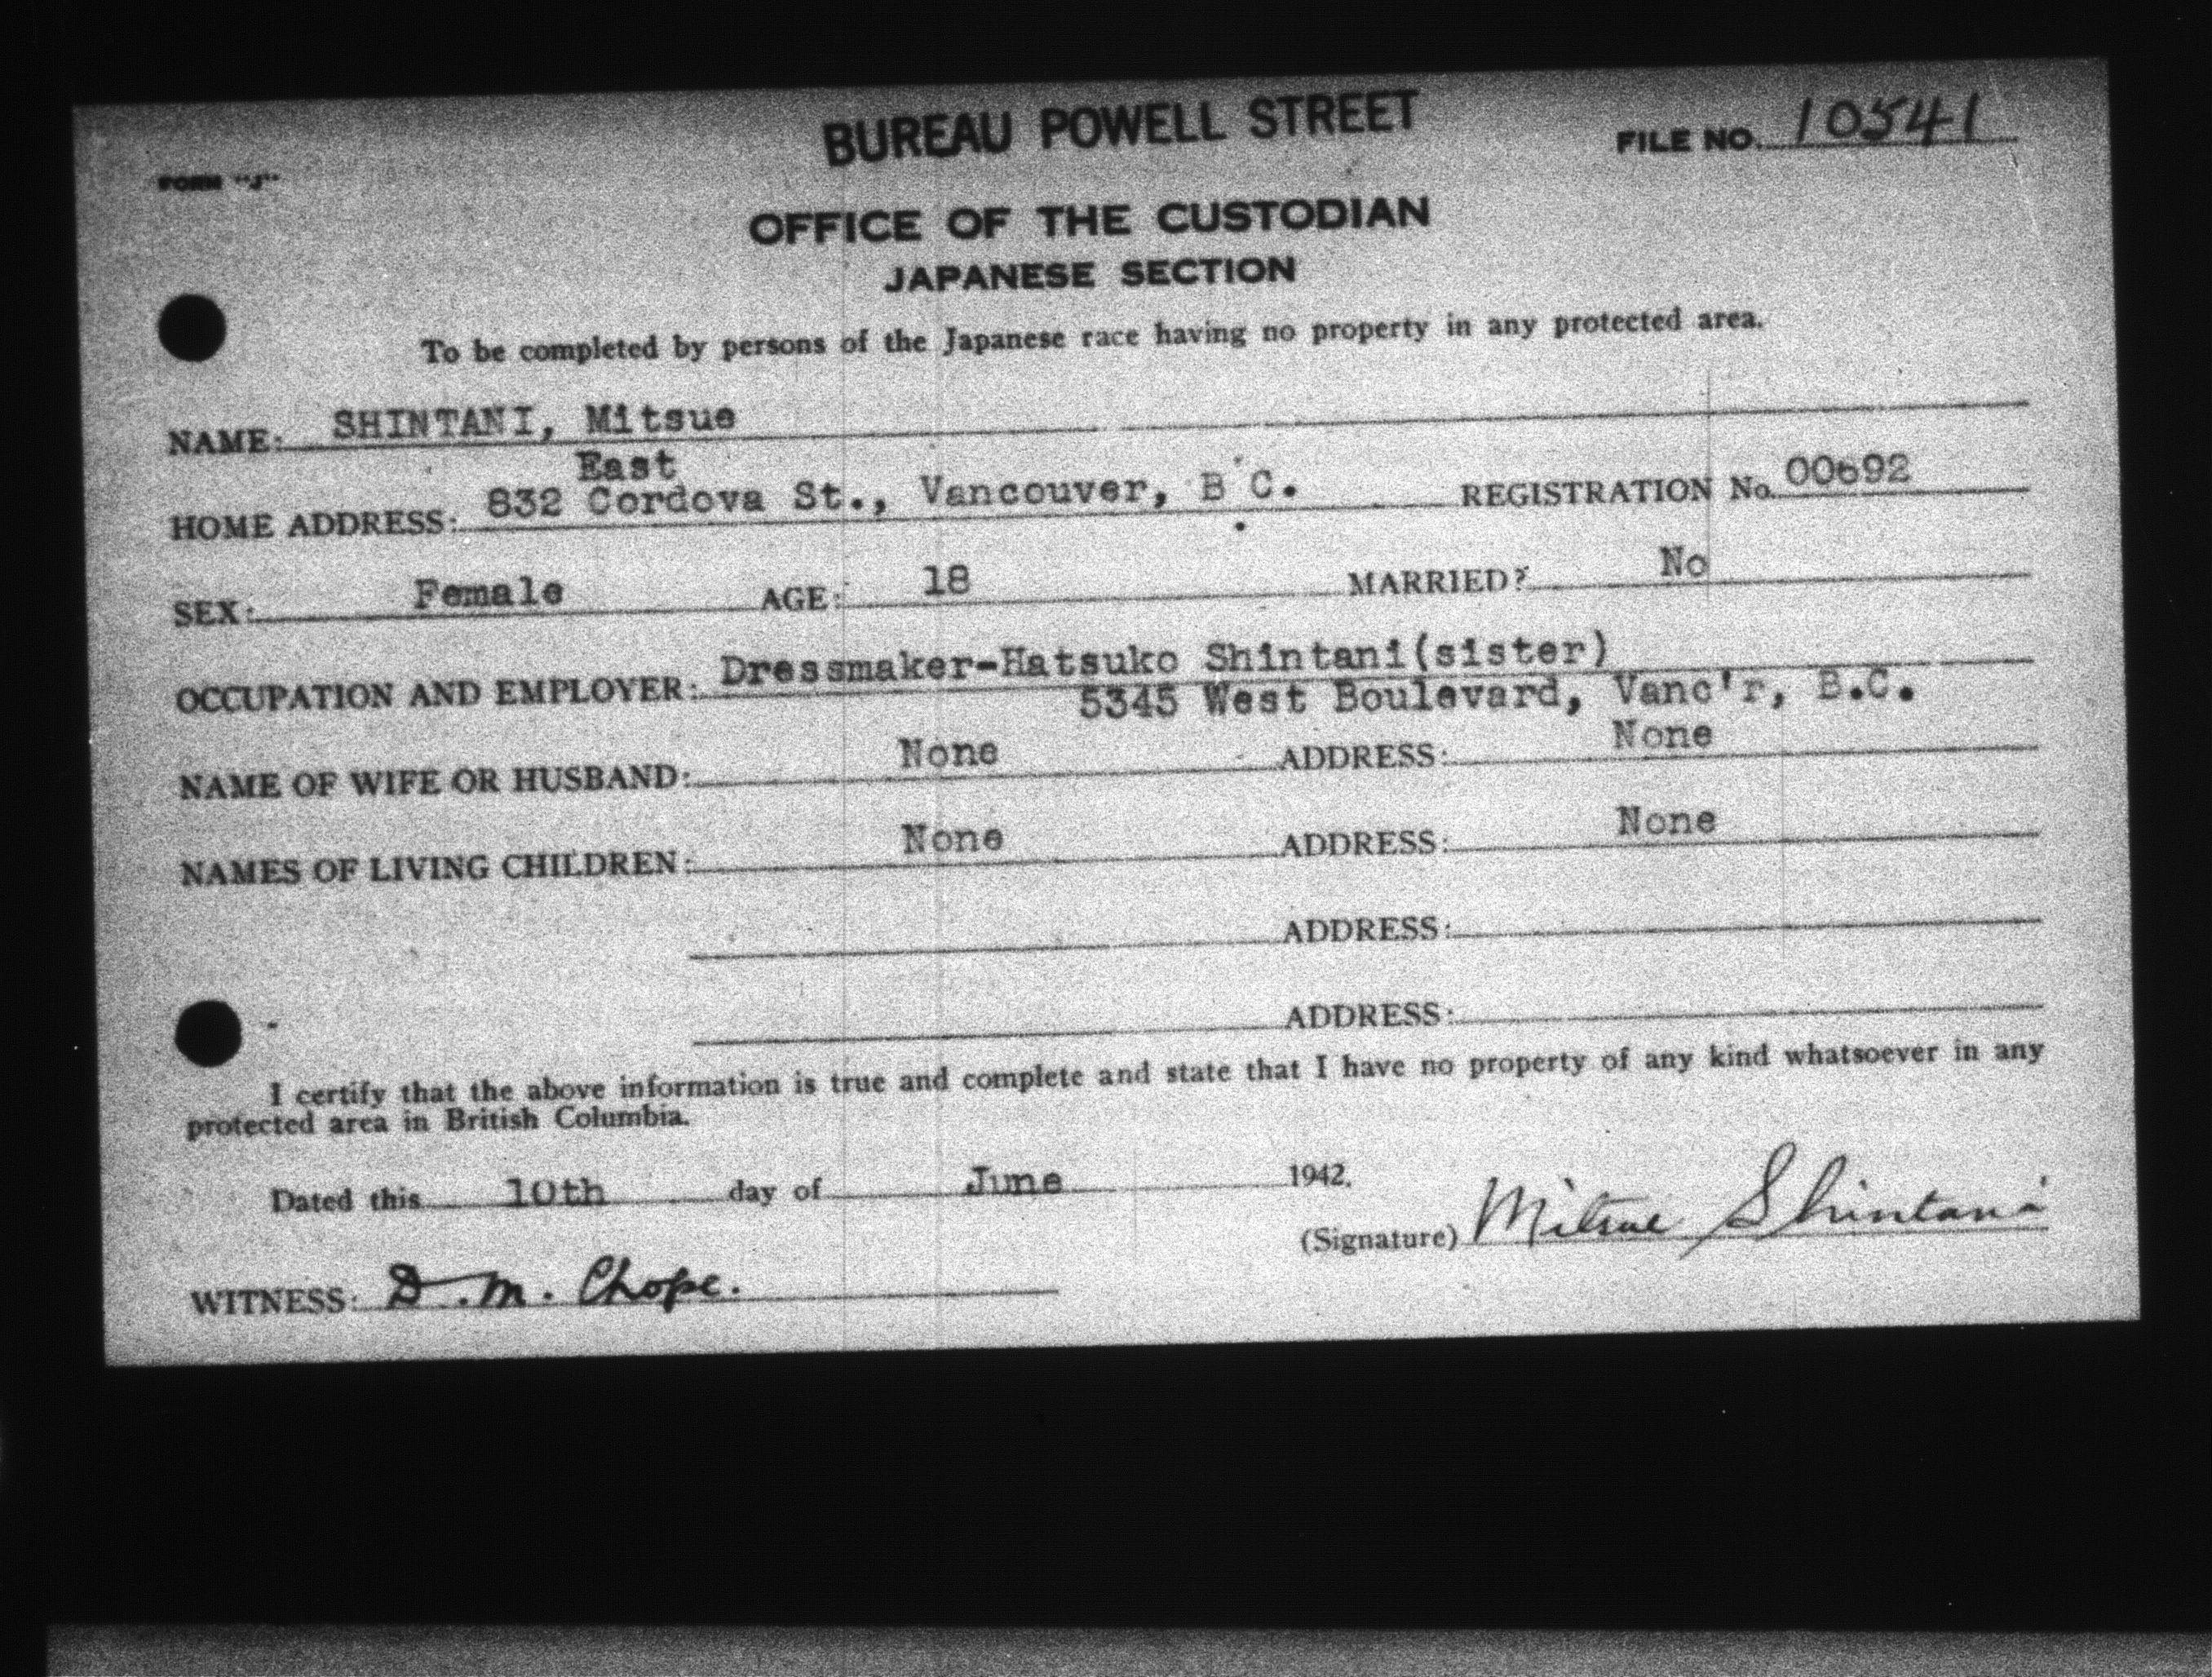 BUREAU POWELL STREET
FILE NO. 10541
FORM "J"
OFFICE OF THE CUSTODIAN
JAPANESE SECTION
To be completed by persons of the Japanese race having no property in any protected area.
NAME: SHINTANI, Mitsue
East
HOME ADDRESS: 832 Cordova St., Vancouver, B.C. REGISTRATION No. 00692
SEX: Female AGE: 18 MARRIED? No
OCCUPATION AND EMPLOYER: Dressmaker-Hatsuko Shintani(sister)
5345 West Boulevard, Vanc'r, B.C.
NAME OF WIFE OR HUSBAND: None ADDRESS: None
NAMES OF LIVING CHILDREN: None ADDRESS: None
ADDRESS:
ADDRESS:
I certify that the above information is true and complete and state that I have no property of any kind whatsoever in any
protected area in British Columbia.
Dated this 10th day of June 1942.
(Signature) Mitsue Shintani
WITNESS: D.M. Chope.